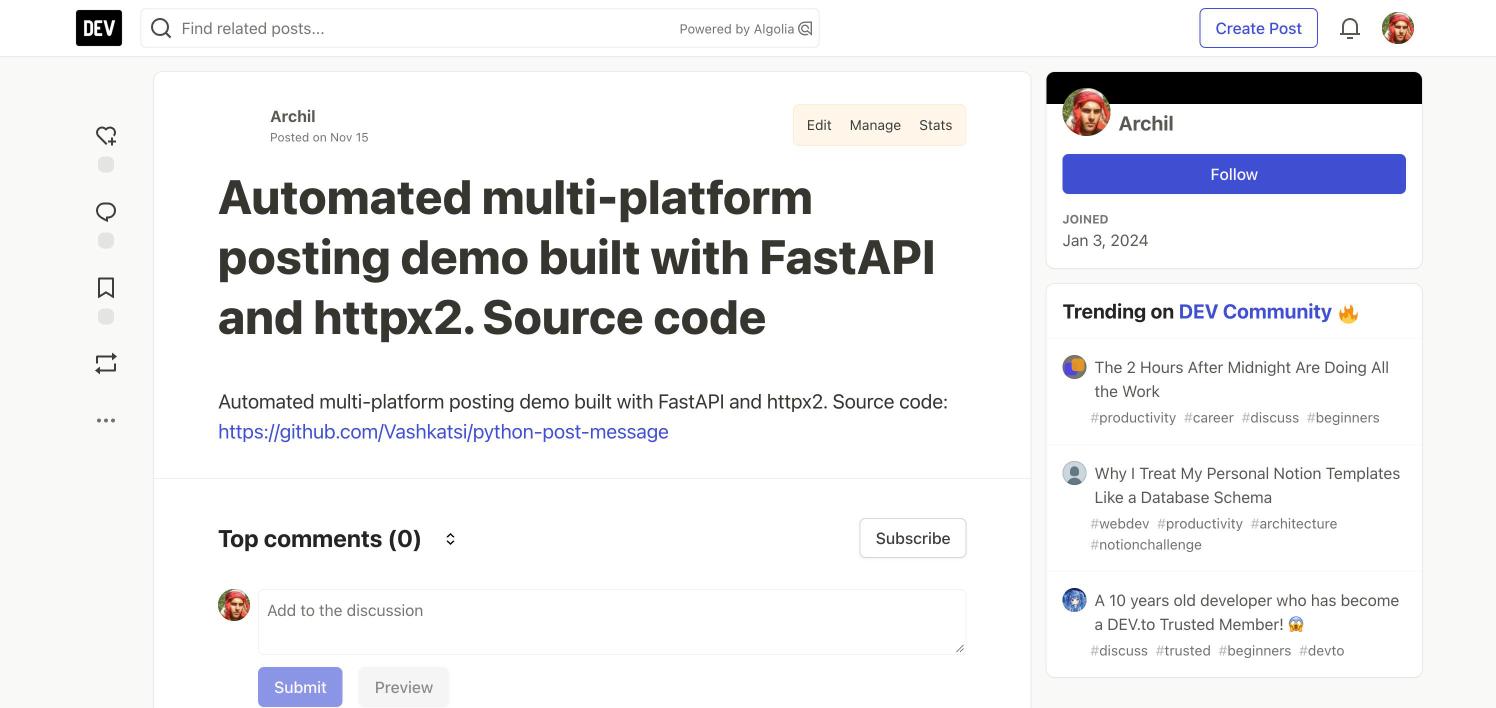 DEV
Find related posts...
Powered by Algolia
Create Post
Archil
Posted on Nov 15
Edit Manage Stats
Automated multi-platform
posting demo built with FastAPI
and httpx2. Source code
Automated multi-platform posting demo built with FastAPI and httpx2. Source code:
https://github.com/Vashkatsi/python-post-message
Top comments (0)
Subscribe
Add to the discussion
Submit
Preview
Archil
Follow
JOINED
Jan 3, 2024
Trending on DEV Community 🔥
The 2 Hours After Midnight Are Doing All
the Work
#productivity #career #discuss #beginners
Why I Treat My Personal Notion Templates
Like a Database Schema
#webdev #productivity #architecture
#notionchallenge
A 10 years old developer who has become
a DEV.to Trusted Member! 😱
#discuss #trusted #beginners #devto